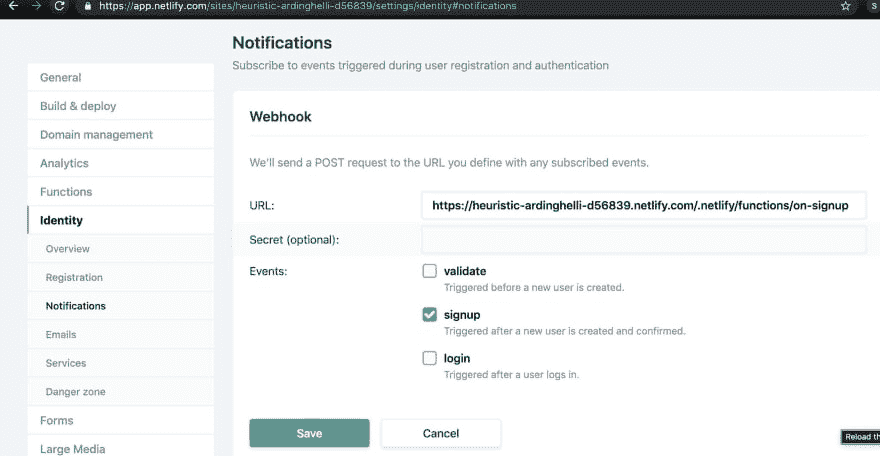 https://app.netlify.com/sites/heuristic-ardinghelli-d56839/settings/identity#notifications
S
Notifications
Subscribe to events triggered during user registration and authentication
General
Build & deploy
Domain management
Analytics
Functions
Identity
Overview
Registration
Notifications
Emails
Services
Danger zone
Forms
Large Media
Webhook
We'll send a POST request to the URL you define with any subscribed events.
URL: https://heuristic-ardinghelli-d56839.netlify.com/.netlify/functions/on-signup
Secret (optional):
Events: validate
Triggered before a new user is created.
signup
Triggered after a new user is created and confirmed.
login
Triggered after a user logs in.
Save Cancel
Reload th